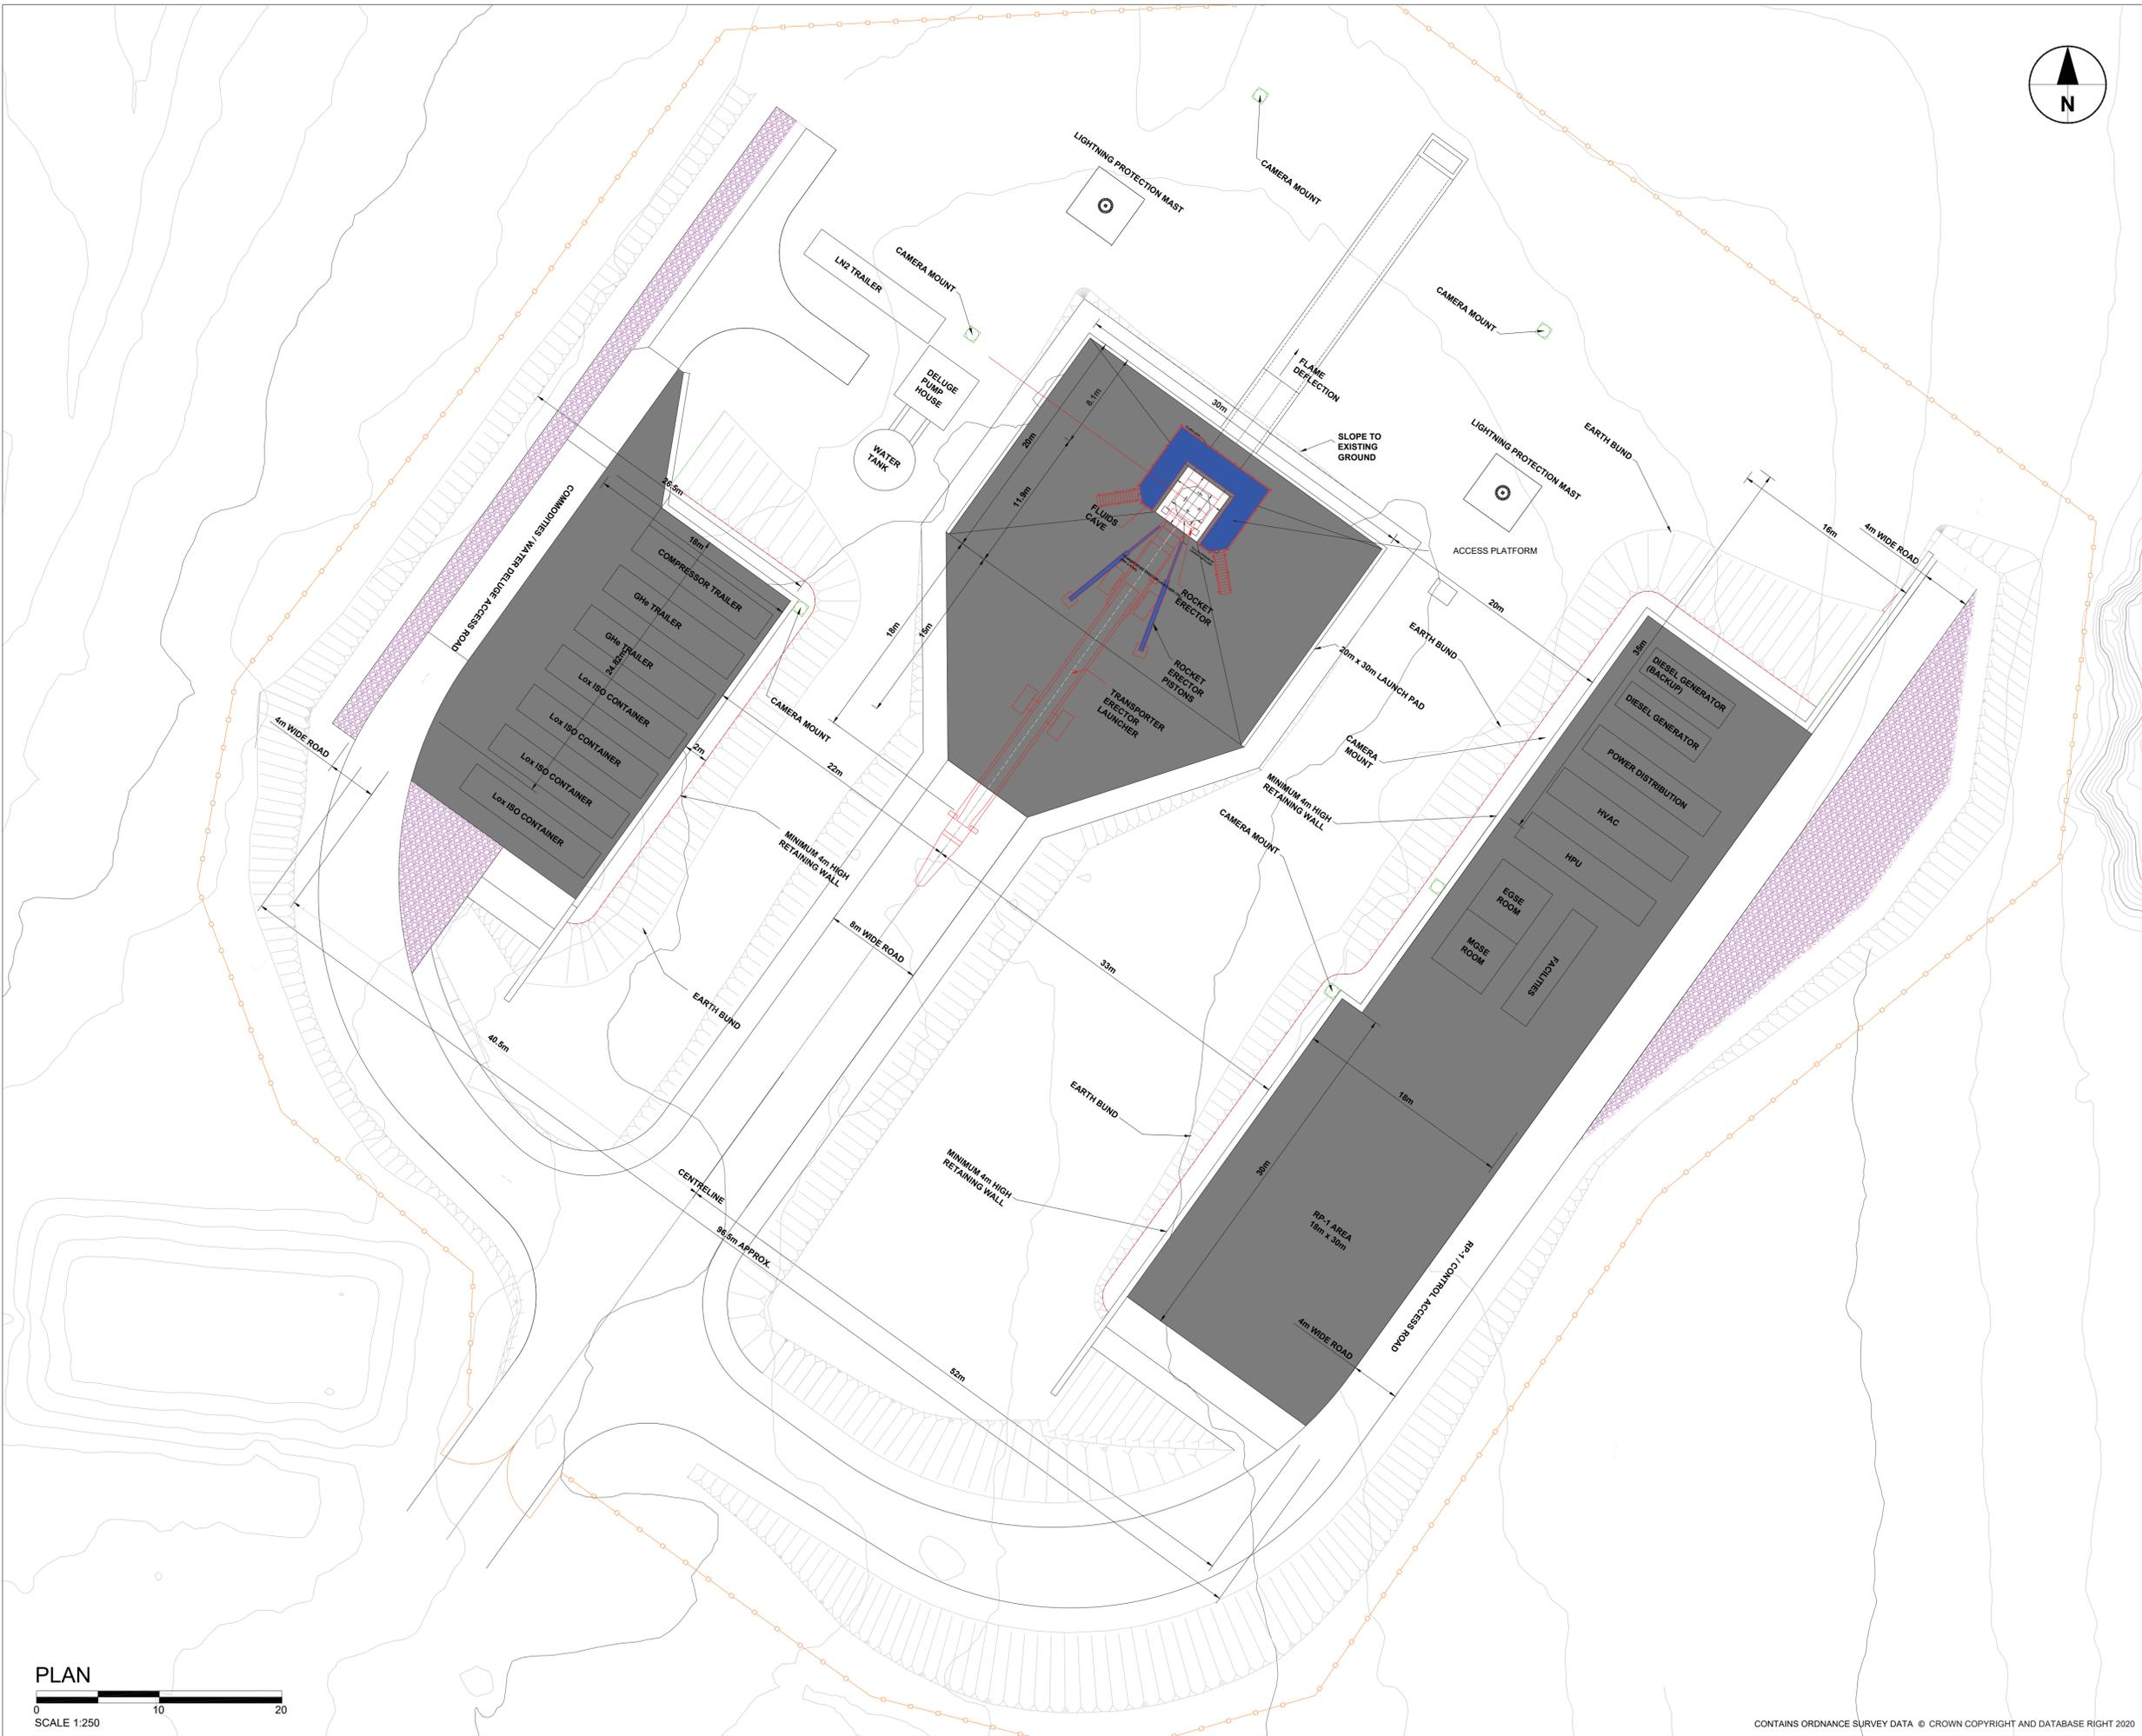 N
LIGHTNING PROTECTION MAST
CAMERA MOUNT
CAMERA MOUNT
LN2 TRAILER
CAMERA MOUNT
FLAME
DEFLECTION
DELUGE
PUMP
HOUSE
WATER
TANK
8.1m
30m
20m
11.9m
SLOPE TO
EXISTING
GROUND
LIGHTNING PROTECTION MAST
EARTH BUND
ACCESS PLATFORM
16m
4m WIDE ROAD
COMMODITIES / WATER DELUGE ACCESS ROAD
26.5m
18m
COMPRESSOR TRAILER
GHe TRAILER
GHe TRAILER
24.82m
Lox ISO CONTAINER
Lox ISO CONTAINER
Lox ISO CONTAINER
Lox ISO CONTAINER
FLUIDS
CAVE
ROCKET
ERECTOR
ROCKET
ERECTOR
PISTONS
TRANSPORTER
ERECTOR
LAUNCHER
18m
15m
20m
EARTH BUND
20m x 30m LAUNCH PAD
35m
DIESEL GENERATOR
(BACKUP)
DIESEL GENERATOR
POWER DISTRIBUTION
HVAC
HPU
EGSE
ROOM
MGSE
ROOM
FACILITIES
CAMERA MOUNT
2m
22m
4m WIDE ROAD
CAMERA
MOUNT
MINIMUM 4m HIGH
RETAINING WALL
CAMERA MOUNT
MINIMUM 4m HIGH
RETAINING WALL
8m WIDE ROAD
33m
EARTH BUND
40.5m
EARTH BUND
18m
30m
MINIMUM 4m HIGH
RETAINING WALL
CENTRELINE
96.5m APPROX.
RP-1 AREA
18m x 30m
RP-1 / CONTROL ACCESS ROAD
4m WIDE ROAD
52m
PLAN
0 10 20
SCALE 1:250
CONTAINS ORDNANCE SURVEY DATA © CROWN COPYRIGHT AND DATABASE RIGHT 2020